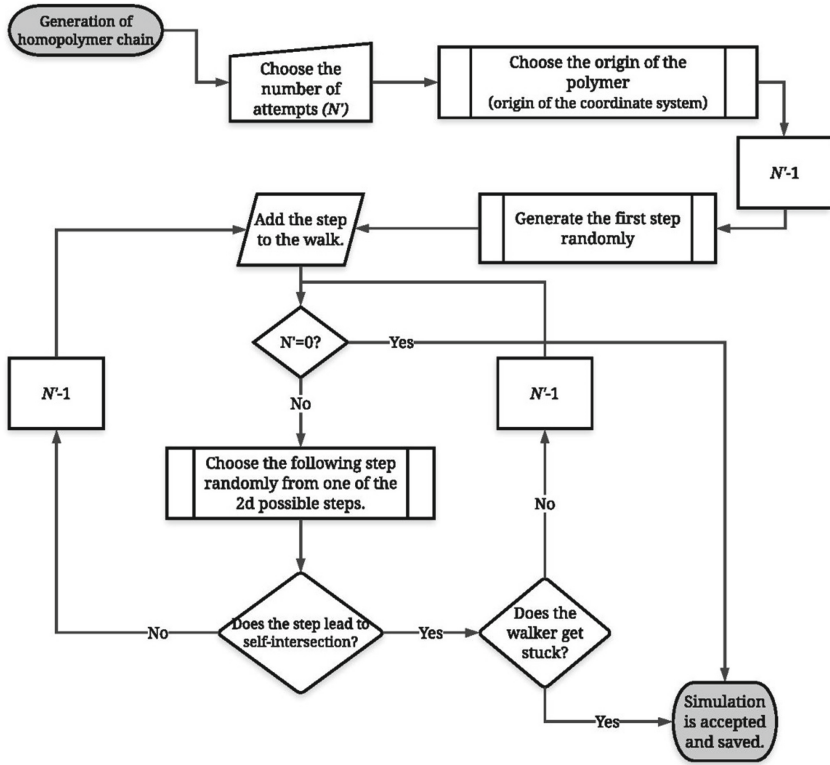 Generation of
homopolymer chain
Choose the
number of
attempts (N')
Choose the origin of the
polymer
(origin of the coordinate system)
N'-1
Generate the first step
randomly
Add the step
to the walk.
N'=0?
Yes
N'-1
N'-1
No
Choose the following step
randomly from one of the
2d possible steps.
No
Does the step lead to
self-intersection?
Yes
Does the
walker get
stuck?
No
Yes
Simulation
is accepted
and saved.